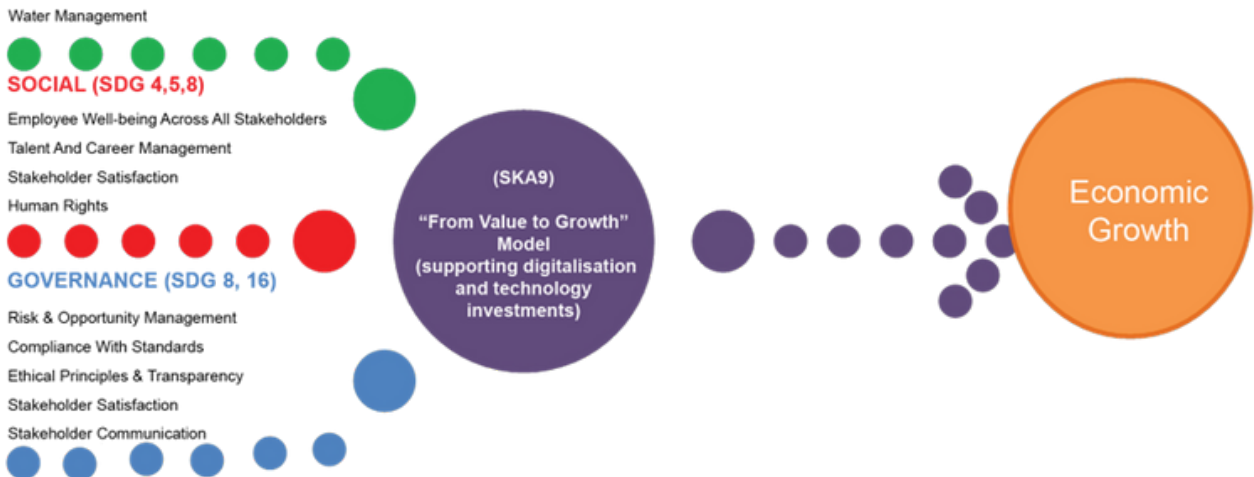 Water Management
SOCIAL (SDG 4,5,8)
Employee Well-being Across All Stakeholders
Talent And Career Management
Stakeholder Satisfaction
Human Rights
GOVERNANCE (SDG 8, 16)
Risk & Opportunity Management
Compliance With Standards
Ethical Principles & Transparency
Stakeholder Satisfaction
Stakeholder Communication
(SKA9)
“From Value to Growth”
Model
(supporting digitalisation
and technology
investments)
Economic
Growth